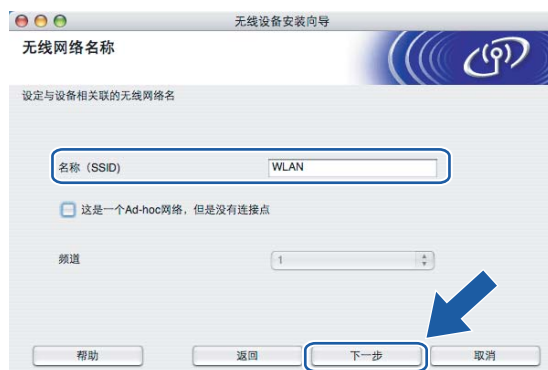 无线设备安装向导
无线网络名称
设定与设备相关联的无线网络名
名称（SSID) WLAN
这是一个Ad-hoc网络，但是没有连接点
频道 1
帮助 返回 下一步 取消